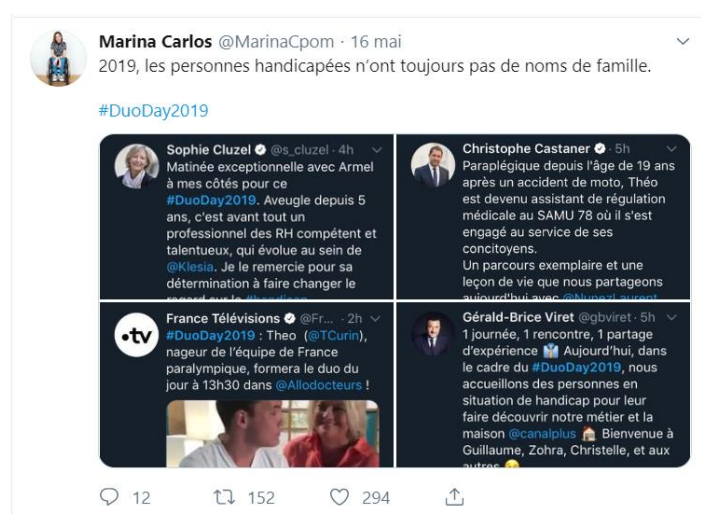 Marina Carlos @MarinaCpom · 16 mai
2019, les personnes handicapées n'ont toujours pas de noms de famille.
#DuoDay2019
Sophie Cluzel @s_cluzel · 4h
Matinée exceptionnelle avec Armel
à mes côtés pour ce
#DuoDay2019. Aveugle depuis 5
ans, c'est avant tout un
professionnel des RH compétent et
talentueux, qui évolue au sein de
@Klesia. Je le remercie pour sa
détermination à faire changer le
regard sur le #handicap
Christophe Castaner · 5h
Paraplégique depuis l'âge de 19 ans
après un accident de moto, Théo
est devenu assistant de régulation
médicale au SAMU 78 où il s'est
engagé au service de ses
concitoyens.
Un parcours exemplaire et une
leçon de vie que nous partageons
aujourd'hui avec @NunezLaurent
•tv
France Télévisions @Fr... · 2h
#DuoDay2019 : Theo (@TCurin),
nageur de l'équipe de France
paralympique, formera le duo du
jour à 13h30 dans @Allodocteurs !
Gérald-Brice Viret @gbviret · 5h
1 journée, 1 rencontre, 1 partage
d'expérience 👔 Aujourd'hui, dans
le cadre du #DuoDay2019, nous
accueillons des personnes en
situation de handicap pour leur
faire découvrir notre métier et la
maison @canalplus 🏠 Bienvenue à
Guillaume, Zohra, Christelle, et aux
autres
12 152 294